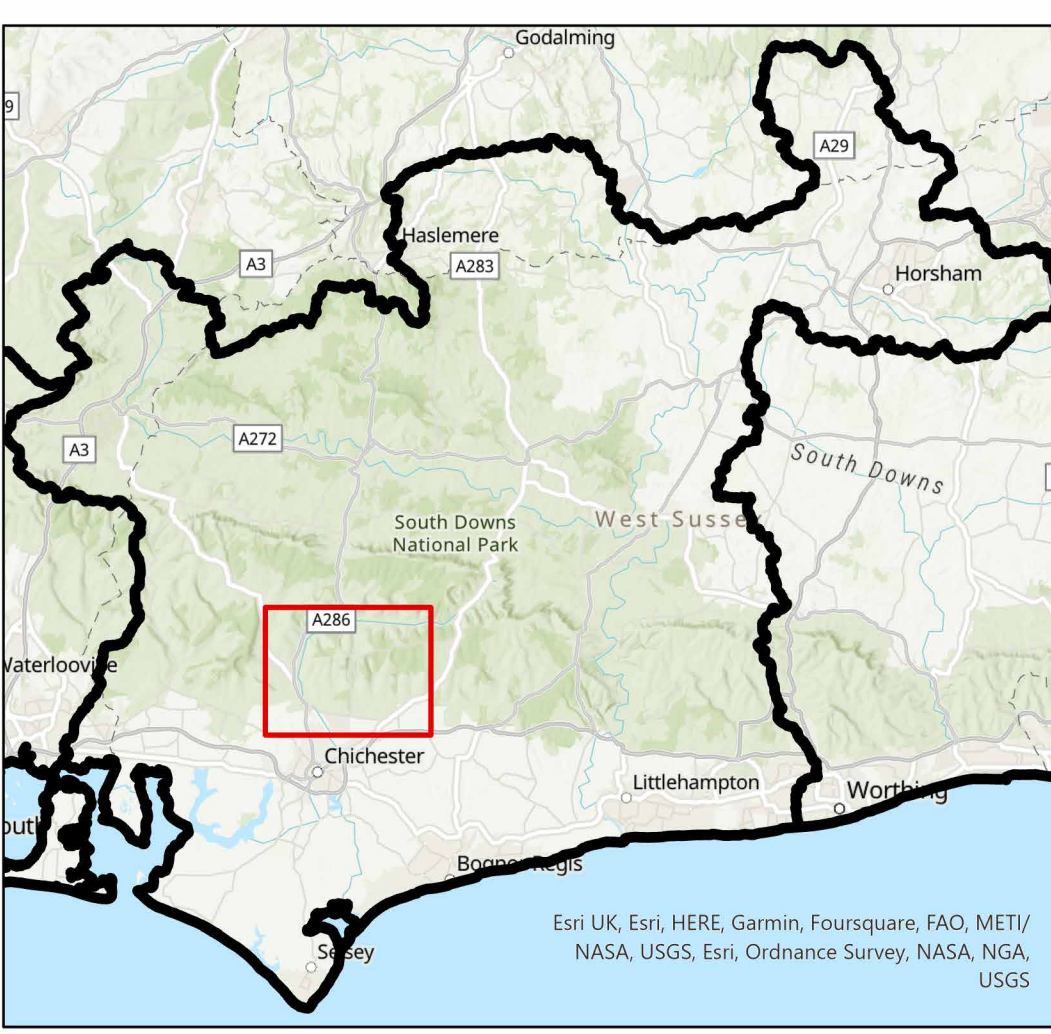 Godalming
9
A29
Haslemere
A3
A283
Horsham
A272
A3
South Downs
South Downs
National Park
West Sussex
A286
Waterlooville
Chichester
Littlehampton
Worthing
Bognor Regis
Selsey
Esri UK, Esri, HERE, Garmin, Foursquare, FAO, METI/
NASA, USGS, Esri, Ordnance Survey, NASA, NGA,
USGS